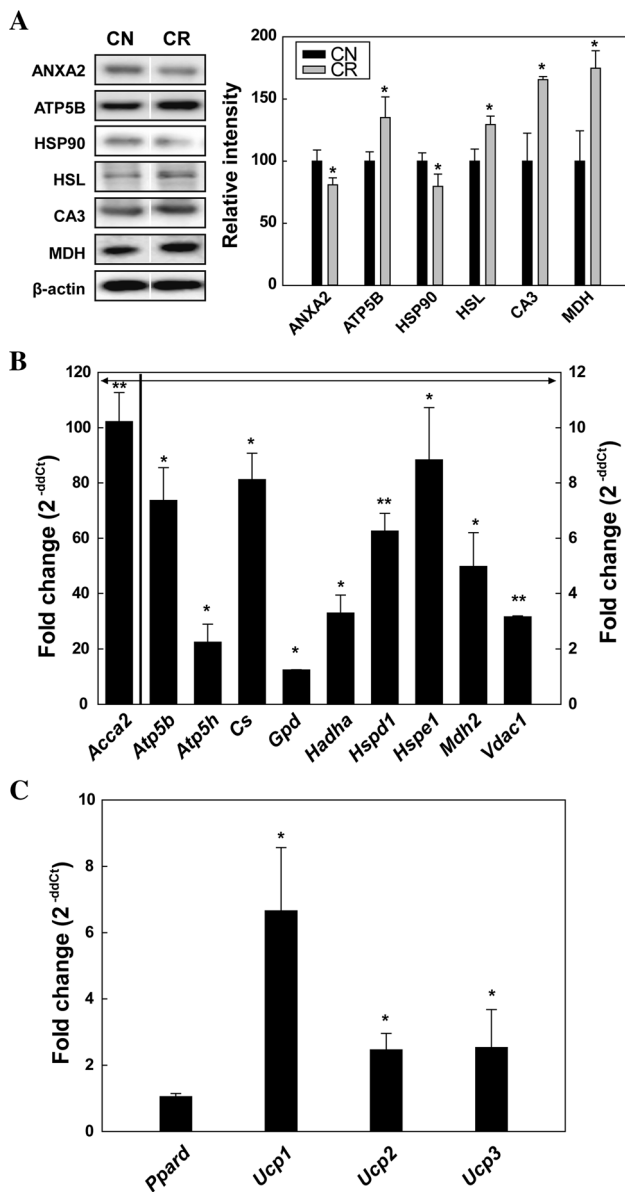 A
CN CR
ANXA2
ATP5B
HSP90
HSL
CA3
MDH
β-actin
Relative intensity
200
150
100
50
0
CN
CR
* * * * * *
ANXA2 ATP5B HSP90 HSL CA3 MDH
B
Fold change (2 -ddCt)
120
100
80
60
40
20
0
** * * * * * ** * * **
12
10
8
6
4
2
0
Fold change (2 -ddCt)
Acca2 Atp5b Atp5h Cs Gpd Hadha Hspd1 Hspe1 Mdh2 Vdac1
C
Fold change (2 -ddCt)
10
8
6
4
2
0
* * *
Ppard Ucp1 Ucp2 Ucp3